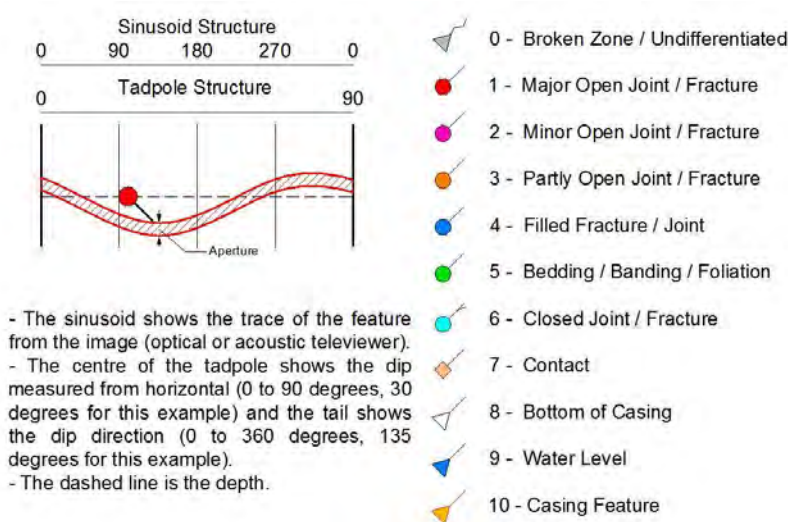 Sinusoid Structure
0 90 180 270 0
Tadpole Structure
0 90
Aperture
- The sinusoid shows the trace of the feature
from the image (optical or acoustic televiewer).
- The centre of the tadpole shows the dip
measured from horizontal (0 to 90 degrees, 30
degrees for this example) and the tail shows
the dip direction (0 to 360 degrees, 135
degrees for this example).
- The dashed line is the depth.
0 - Broken Zone / Undifferentiated
1 - Major Open Joint / Fracture
2 - Minor Open Joint / Fracture
3 - Partly Open Joint / Fracture
4 - Filled Fracture / Joint
5 - Bedding / Banding / Foliation
6 - Closed Joint / Fracture
7 - Contact
8 - Bottom of Casing
9 - Water Level
10 - Casing Feature